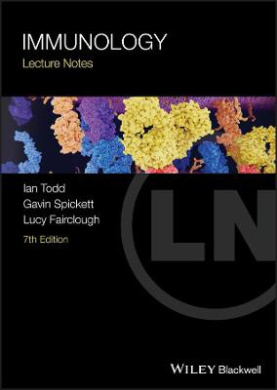 IMMUNOLOGY
Lecture Notes
Ian Todd
Gavin Spickett
Lucy Fairclough
7th Edition
LN
WILEY Blackwell